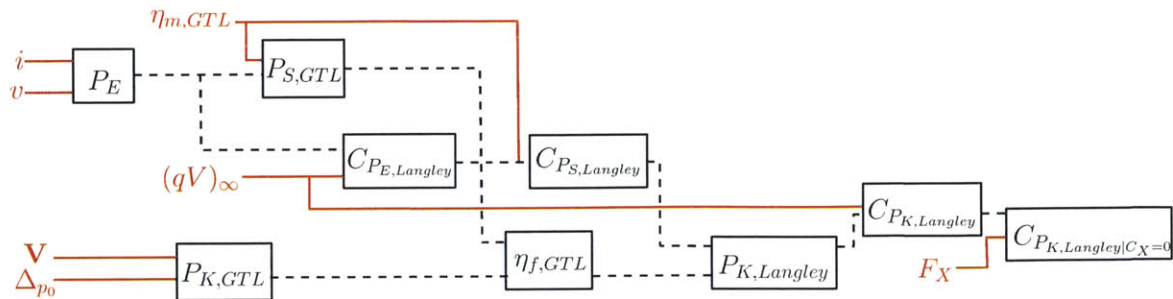 η_{m,GTL}
i
v
P_E
P_{S,GTL}
(qV)_∞
C_{P_{E,Langley}}
C_{P_{S,Langley}}
C_{P_{K,Langley}}
C_{P_{K,Langley|C_X=0}}
V
Δ_{p_0}
P_{K,GTL}
η_{f,GTL}
P_{K,Langley}
F_X